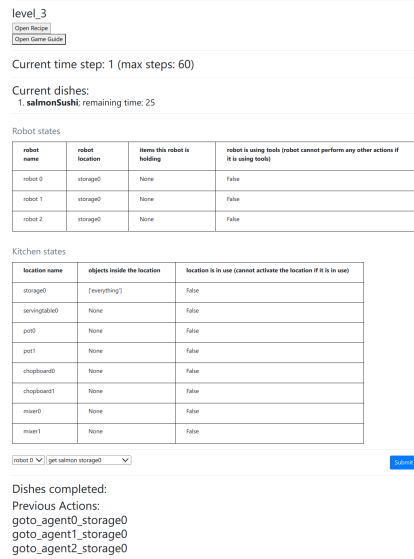 level_3
Open Recipe
Open Game Guide
Current time step: 1 (max steps: 60)
Current dishes:
1. salmonSushi; remaining time: 25
Robot states
robot name robot location Items this robot is holding robot is using tools (robot cannot perform any other actions if it is using tools)
robot 0 storage0 None False
robot 1 storage0 None False
robot 2 storage0 None False
Kitchen states
location name objects inside the location location is in use (cannot activate the location if it is in use)
storage0 ['everything'] False
servingtable0 None False
pot0 None False
pot1 None False
chopboard0 None False
chopboard1 None False
mixer0 None False
mixer1 None False
robot 0 get salmon storage0 Submit
Dishes completed:
Previous Actions:
goto_agent0_storage0
goto_agent1_storage0
goto_agent2_storage0